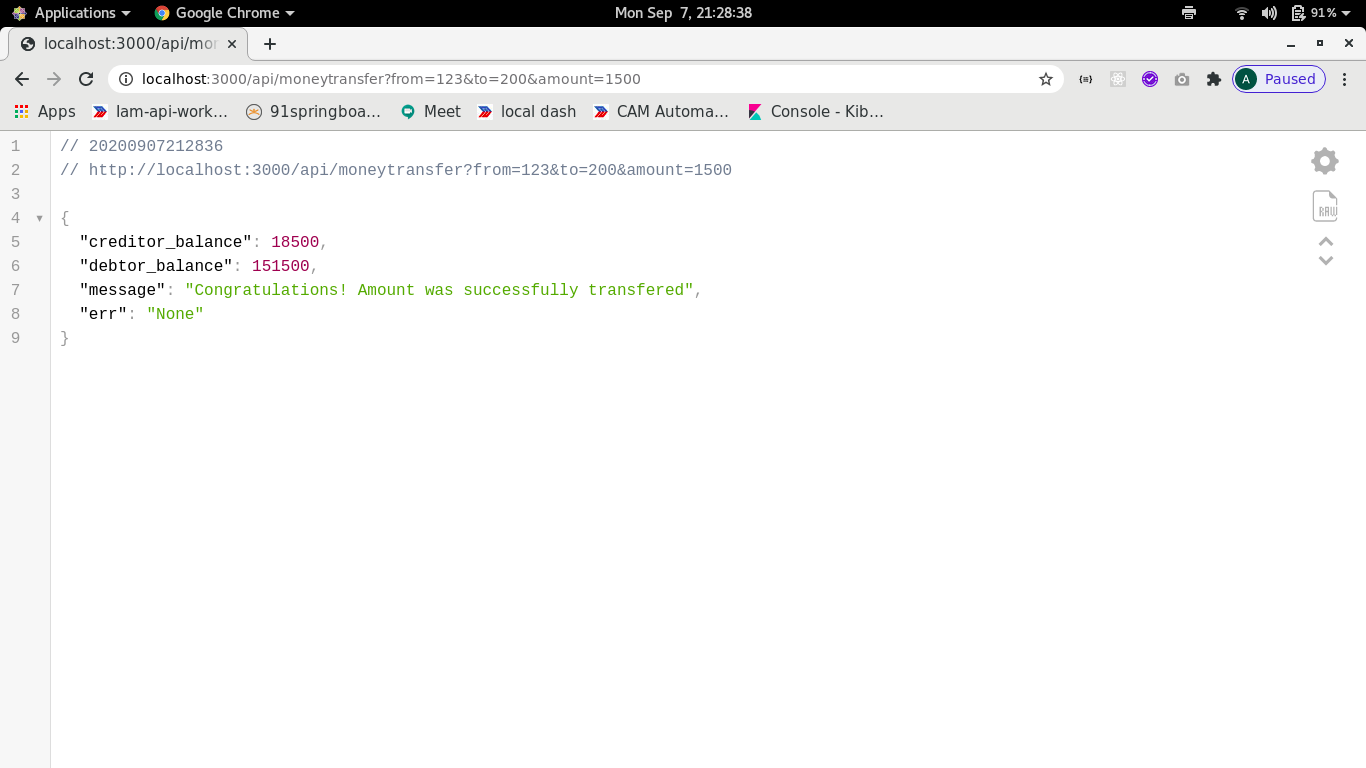 Applications Google Chrome Mon Sep 7, 21:28:38 91%
localhost:3000/api/mor
localhost:3000/api/moneytransfer?from=123&to=200&amount=1500 A Paused
Apps Iam-api-work... 91springboa... Meet local dash CAM Automa... Console - Kib...
1 // 20200907212836
2 // http://localhost:3000/api/moneytransfer?from=123&to=200&amount=1500
3
4 {
5 "creditor_balance": 18500,
6 "debtor_balance": 151500,
7 "message": "Congratulations! Amount was successfully transfered",
8 "err": "None"
9 }
RAW